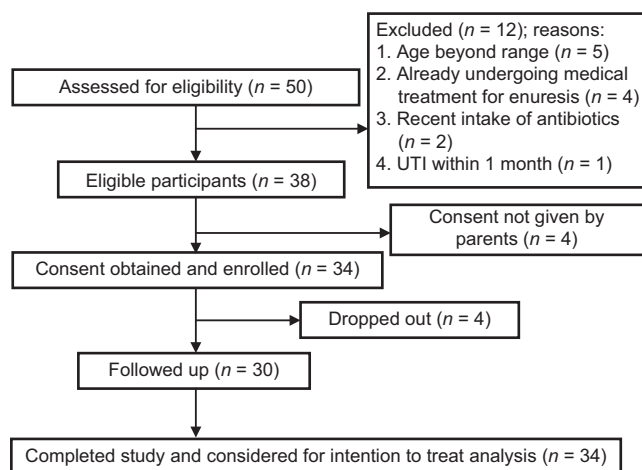 Assessed for eligibility (n = 50)
Excluded (n = 12); reasons:
1. Age beyond range (n = 5)
2. Already undergoing medical
treatment for enuresis (n = 4)
3. Recent intake of antibiotics
(n = 2)
4. UTI within 1 month (n = 1)
Eligible participants (n = 38)
Consent not given by
parents (n = 4)
Consent obtained and enrolled (n = 34)
Dropped out (n = 4)
Followed up (n = 30)
Completed study and considered for intention to treat analysis (n = 34)